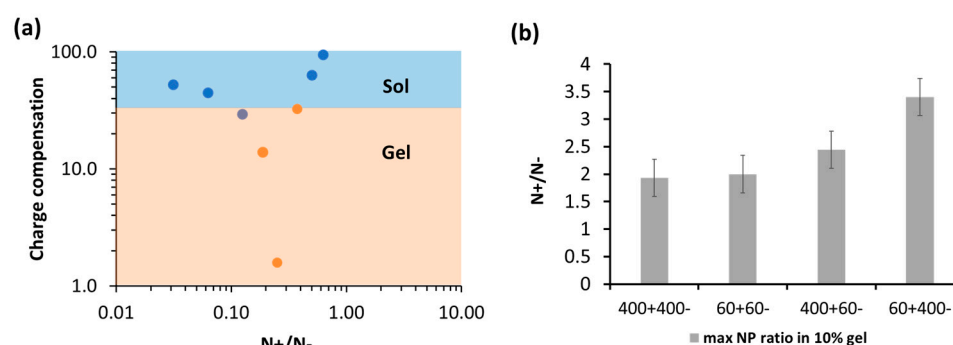 (a)
100.0
10.0
1.0
Charge compensation
Sol
Gel
0.01 0.10 1.00 10.00
N+/N-
(b)
4
3.5
3
2.5
2
1.5
1
0.5
0
N+/N-
400+400- 60+60- 400+60- 60+400-
max NP ratio in 10% gel